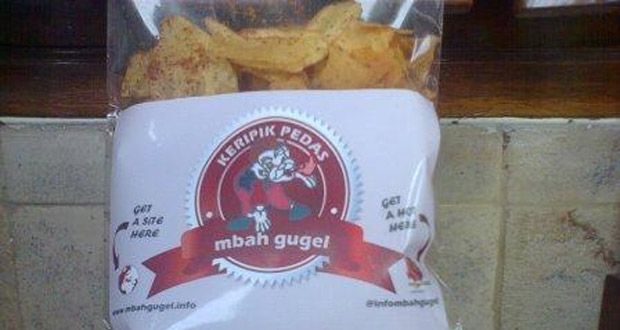 KERIPIK PEDAS
mbah gugel
GET
A SITE
HERE
GET
A HOT
HERE
www.mbahgugel.info
@infombahgugel